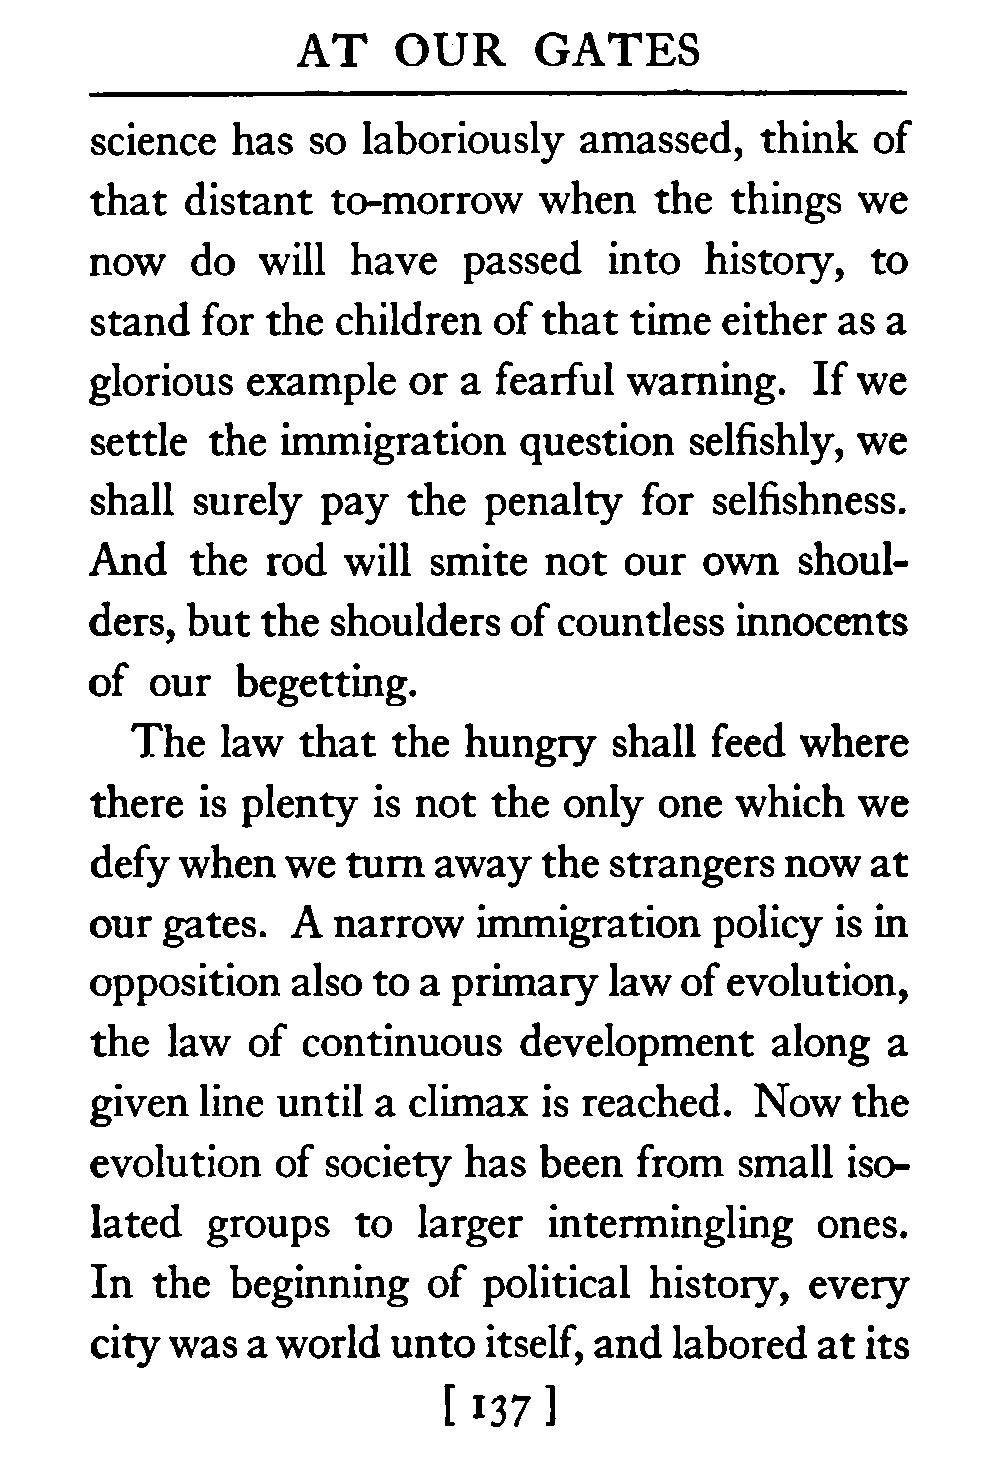 AT OUR GATES
science has so laboriously amassed, think of
that distant to-morrow when the things we
now do will have passed into history, to
stand for the children of that time either as a
glorious example or a fearful warning. If we
settle the immigration question selfishly, we
shall surely pay the penalty for selfishness.
And the rod will smite not our own shoul-
ders, but the shoulders of countless innocents
of our begetting.
The law that the hungry shall feed where
there is plenty is not the only one which we
defy when we turn away the strangers now at
our gates. A narrow immigration policy is in
opposition also to a primary law of evolution,
the law of continuous development along a
given line until a climax is reached. Now the
evolution of society has been from small iso-
lated groups to larger intermingling ones.
In the beginning of political history, every
city was a world unto itself, and labored at its
[ 137 ]